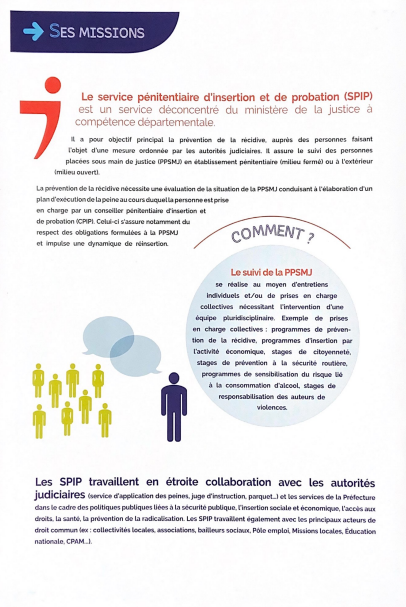 SES MISSIONS
Le service pénitentiaire d'insertion et de probation (SPIP)
est un service déconcentré du ministère de la justice à
compétence départementale.
Il a pour objectif principal la prévention de la récidive, auprès des personnes faisant
l'objet d'une mesure ordonnée par les autorités judiciaires. Il assure le suivi des personnes
placées sous main de justice (PPSMJ) en établissement pénitentiaire (milieu fermé) ou à l'extérieur
(milieu ouvert).
La prévention de la récidive nécessite une évaluation de la situation de la PPSMJ conduisant à l'élaboration d'un
plan d'exécution de la peine au cours duquel la personne est prise
en charge par un conseiller pénitentiaire d'insertion et
de probation (CPIP). Celui-ci s'assure notamment du
respect des obligations formulées à la PPSMJ
et impulse une dynamique de réinsertion.
COMMENT ?
Le suivi de la PPSMJ
se réalise au moyen d'entretiens
individuels et/ou de prises en charge
collectives nécessitant l'intervention d'une
équipe pluridisciplinaire. Exemple de prises
en charge collectives : programmes de préven-
tion de la récidive, programmes d'insertion par
l'activité économique, stages de citoyenneté,
stages de prévention à la sécurité routière,
programmes de sensibilisation du risque lié
à la consommation d'alcool, stages de
responsabilisation des auteurs de
violences.
Les SPIP travaillent en étroite collaboration avec les autorités
judiciaires (service d'application des peines, juge d'instruction, parquet...) et les services de la Préfecture
dans le cadre des politiques publiques liées à la sécurité publique, l'insertion sociale et économique, l'accès aux
droits, la santé, la prévention de la radicalisation. Les SPIP travaillent également avec les principaux acteurs de
droit commun (ex : collectivités locales, associations, bailleurs sociaux, Pôle emploi, Missions locales, Éducation
nationale, CPAM...).